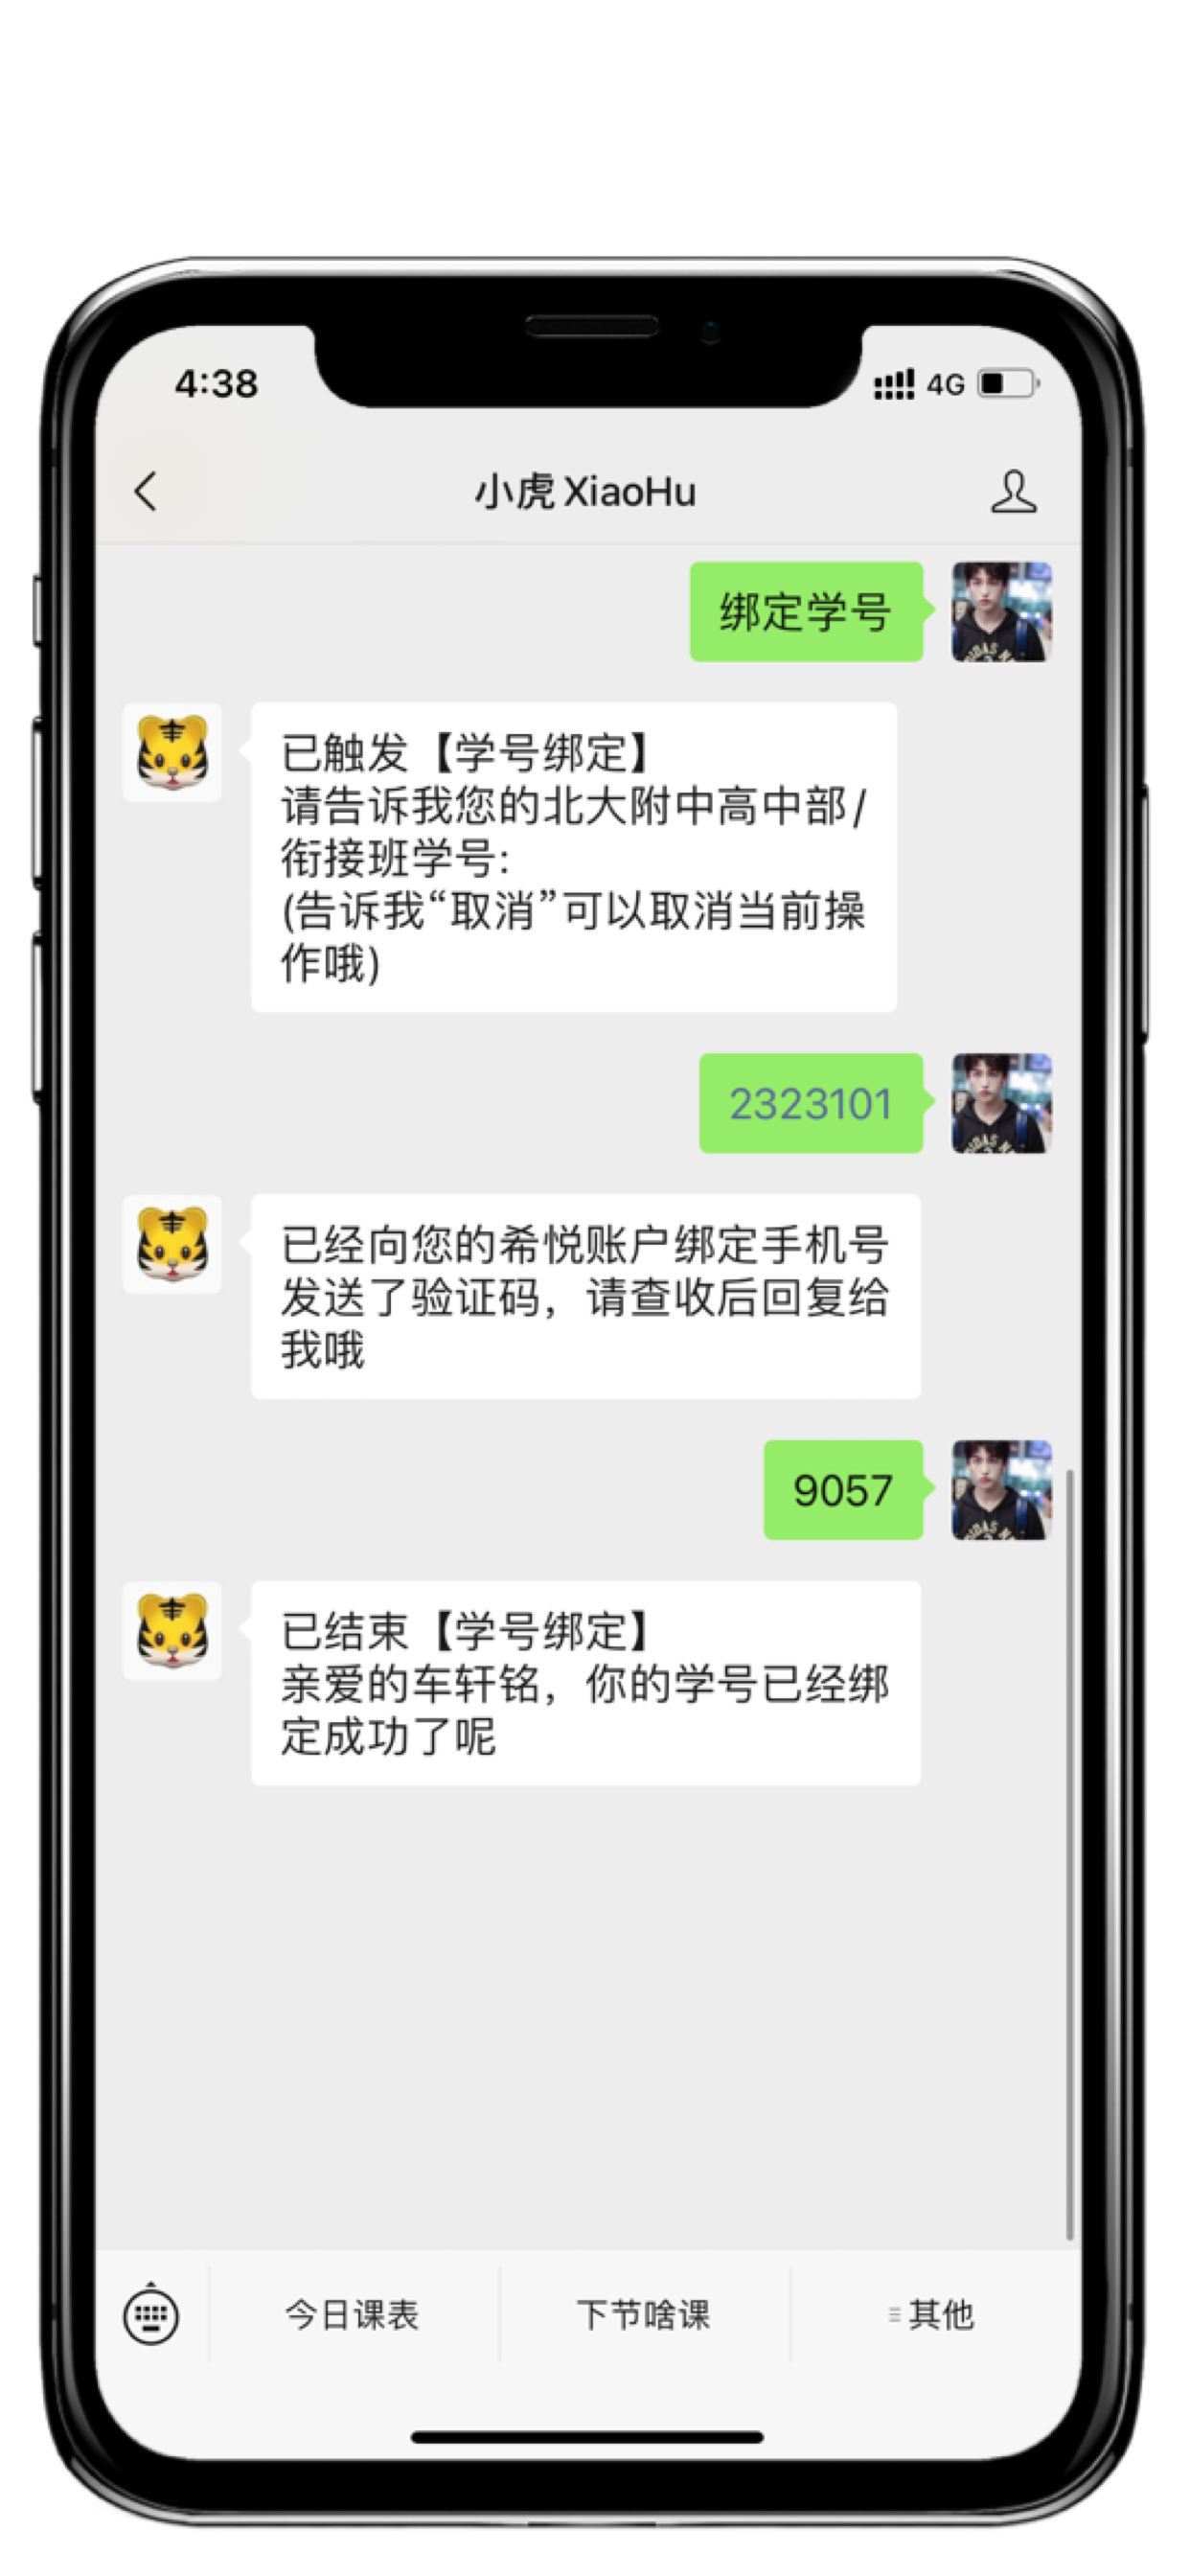 4:38
4G
小虎 XiaoHu
绑定学号
已触发【学号绑定】
请告诉我您的北大附中高中部/
衔接班学号:
(告诉我“取消”可以取消当前操
作哦)
2323101
已经向您的希悦账户绑定手机号
发送了验证码，请查收后回复给
我哦
9057
已结束【学号绑定】
亲爱的车轩铭，你的学号已经绑
定成功了呢
今日课表
下节啥课
其他